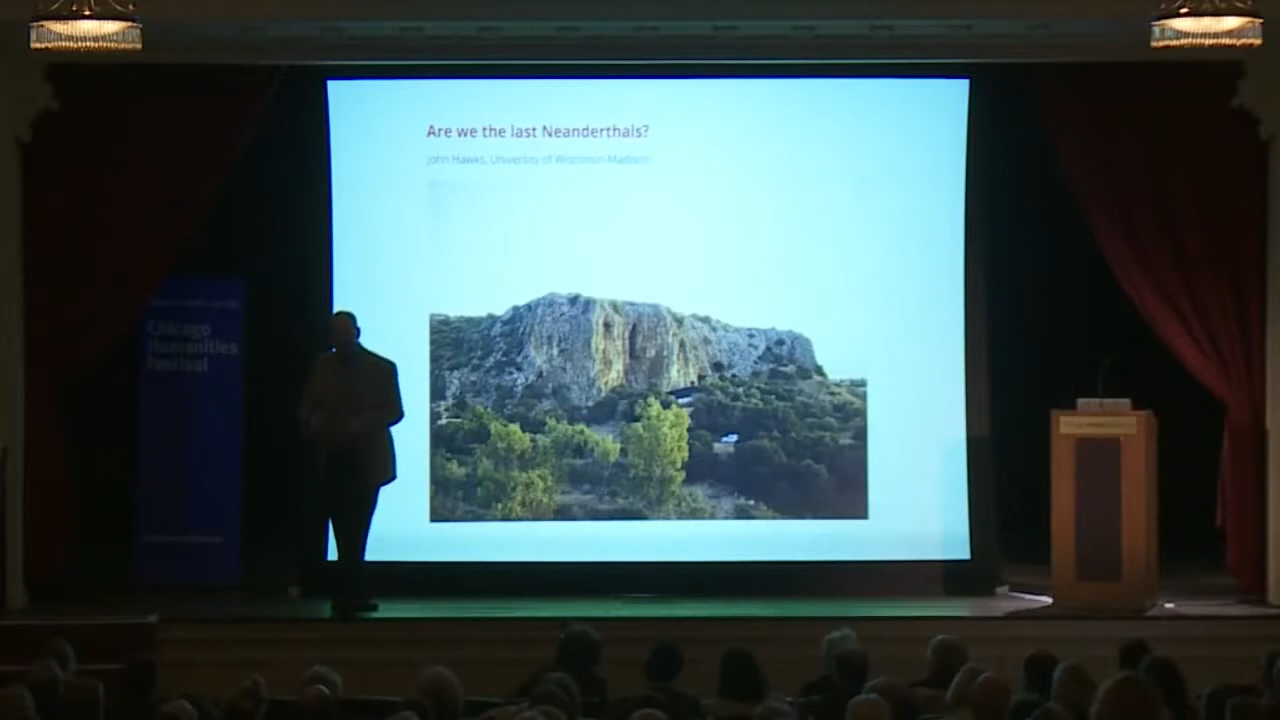 Are we the last Neanderthals?
John Hawks, University of Wisconsin-Madison
Chicago
Humanities
Festival